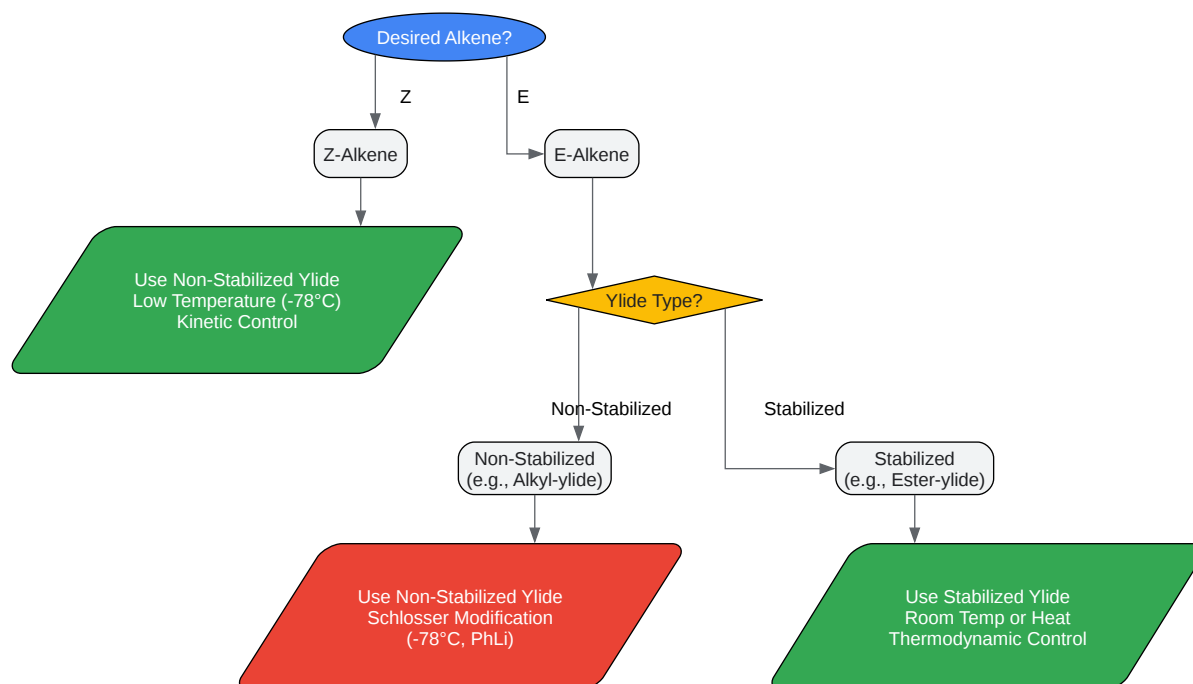 Desired Alkene?
Z
E
Z-Alkene
E-Alkene
Use Non-Stabilized Ylide
Low Temperature (-78°C)
Kinetic Control
Ylide Type?
Non-Stabilized
Stabilized
Non-Stabilized
(e.g., Alkyl-ylide)
Stabilized
(e.g., Ester-ylide)
Use Non-Stabilized Ylide
Schlosser Modification
(-78°C, PhLi)
Use Stabilized Ylide
Room Temp or Heat
Thermodynamic Control